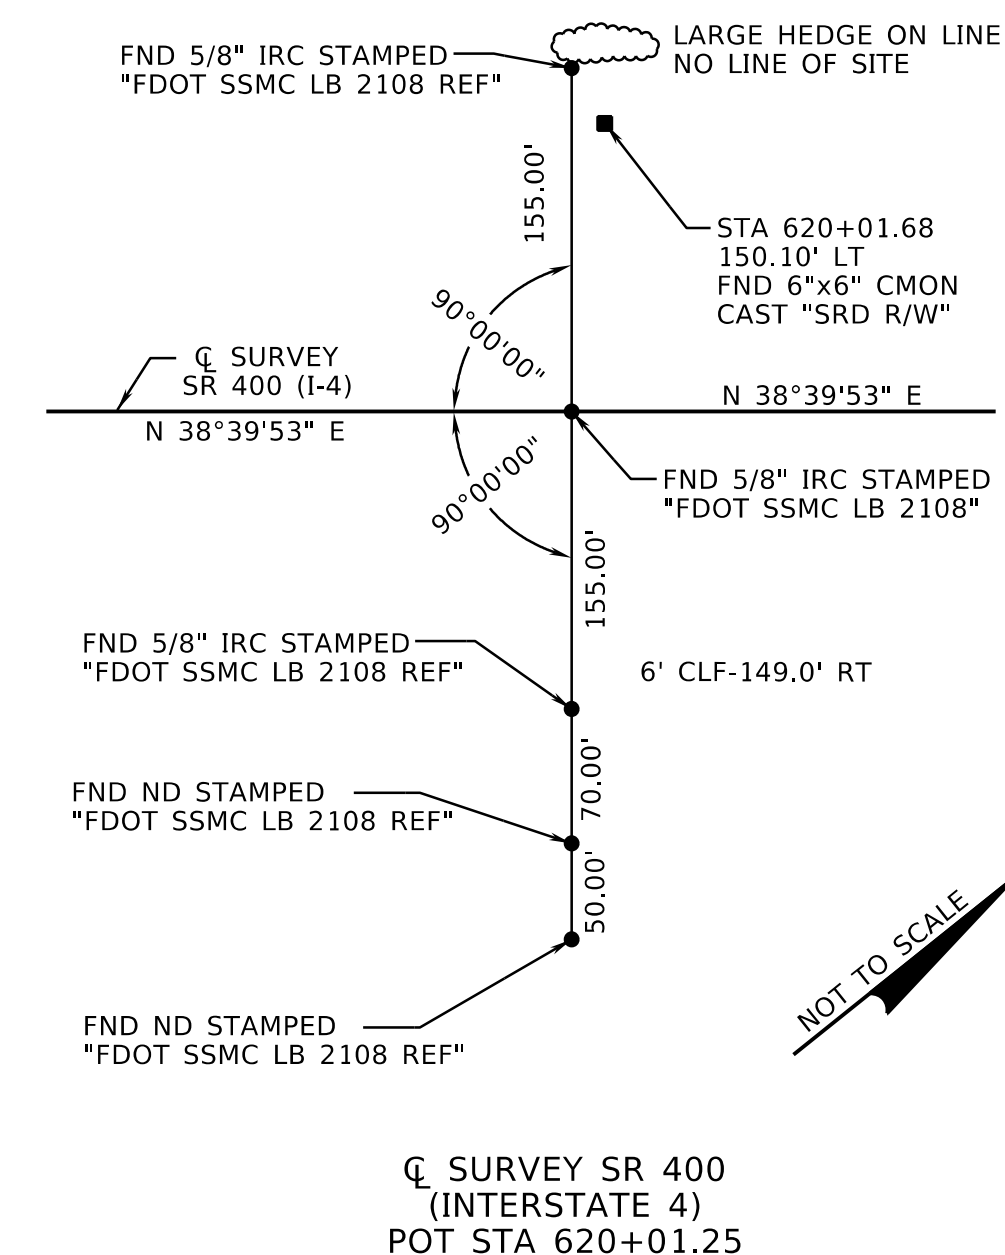 FND 5/8" IRC STAMPED
"FDOT SSMC LB 2108 REF"
LARGE HEDGE ON LINE
NO LINE OF SITE
155.00'
STA 620+01.68
150.10' LT
FND 6"x6" CMON
CAST "SRD R/W"
90°00'00"
℄ SURVEY
SR 400 (I-4)
N 38°39'53" E
N 38°39'53" E
90°00'00"
FND 5/8" IRC STAMPED
"FDOT SSMC LB 2108"
155.00'
FND 5/8" IRC STAMPED
"FDOT SSMC LB 2108 REF"
6' CLF-149.0' RT
70.00'
FND ND STAMPED
"FDOT SSMC LB 2108 REF"
50.00'
NOT TO SCALE
FND ND STAMPED
"FDOT SSMC LB 2108 REF"
℄ SURVEY SR 400
(INTERSTATE 4)
POT STA 620+01.25